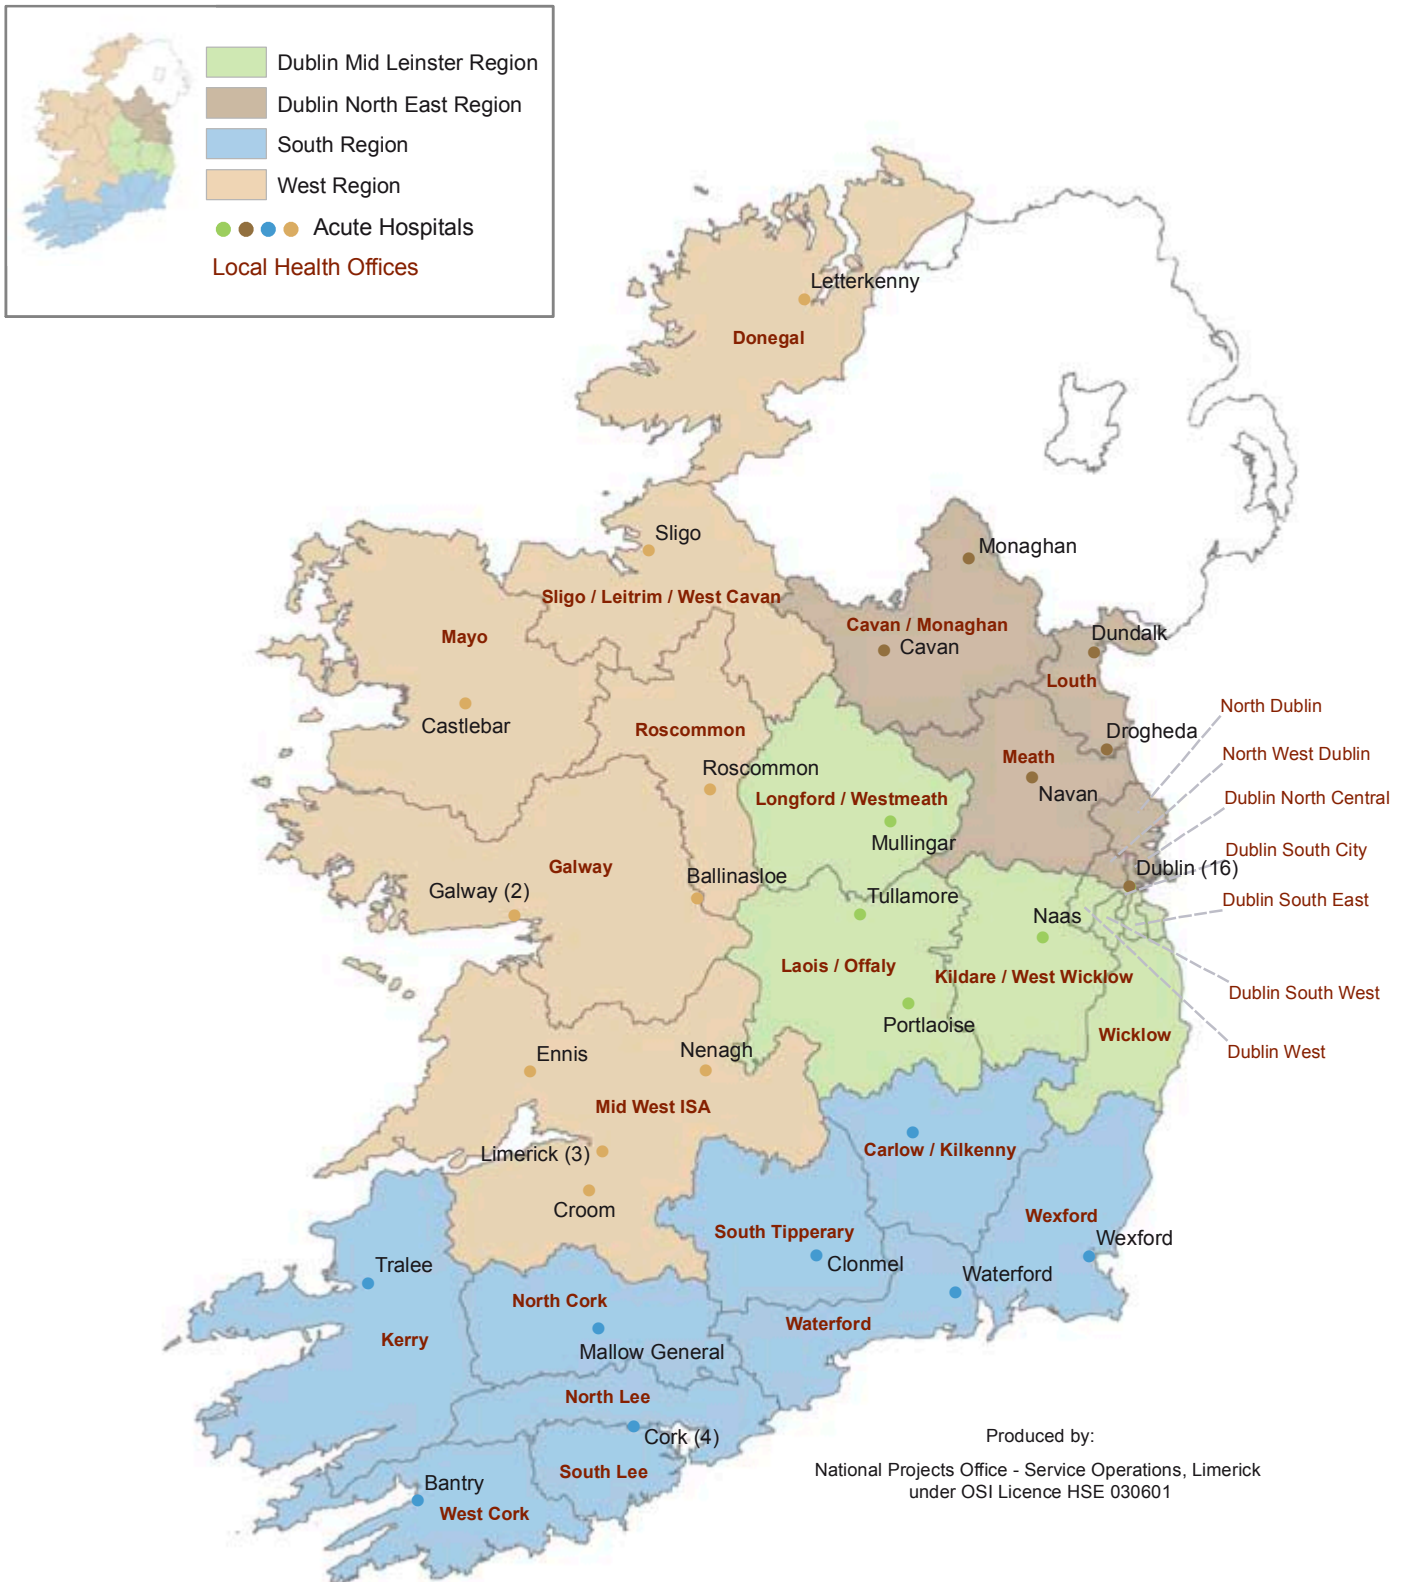 Dublin Mid Leinster Region
Dublin North East Region
South Region
West Region
Acute Hospitals
Local Health Offices
Letterkenny
Donegal
Sligo
Monaghan
Sligo / Leitrim / West Cavan
Cavan / Monaghan
Mayo
Cavan
Dundalk
Louth
North Dublin
Castlebar
Roscommon
Drogheda
Meath
North West Dublin
Roscommon
Longford / Westmeath
Navan
Dublin North Central
Mullingar
Dublin South City
Galway
Ballinasloe
Dublin (16)
Galway (2)
Tullamore
Dublin South East
Naas
Laois / Offaly
Kildare / West Wicklow
Dublin South West
Portlaoise
Wicklow
Ennis
Nenagh
Dublin West
Mid West ISA
Limerick (3)
Carlow / Kilkenny
Croom
South Tipperary
Wexford
Wexford
Tralee
Clonmel
Waterford
North Cork
Waterford
Kerry
Mallow General
North Lee
Cork (4)
South Lee
Bantry
West Cork
Produced by:
National Projects Office - Service Operations, Limerick
under OSI Licence HSE 030601